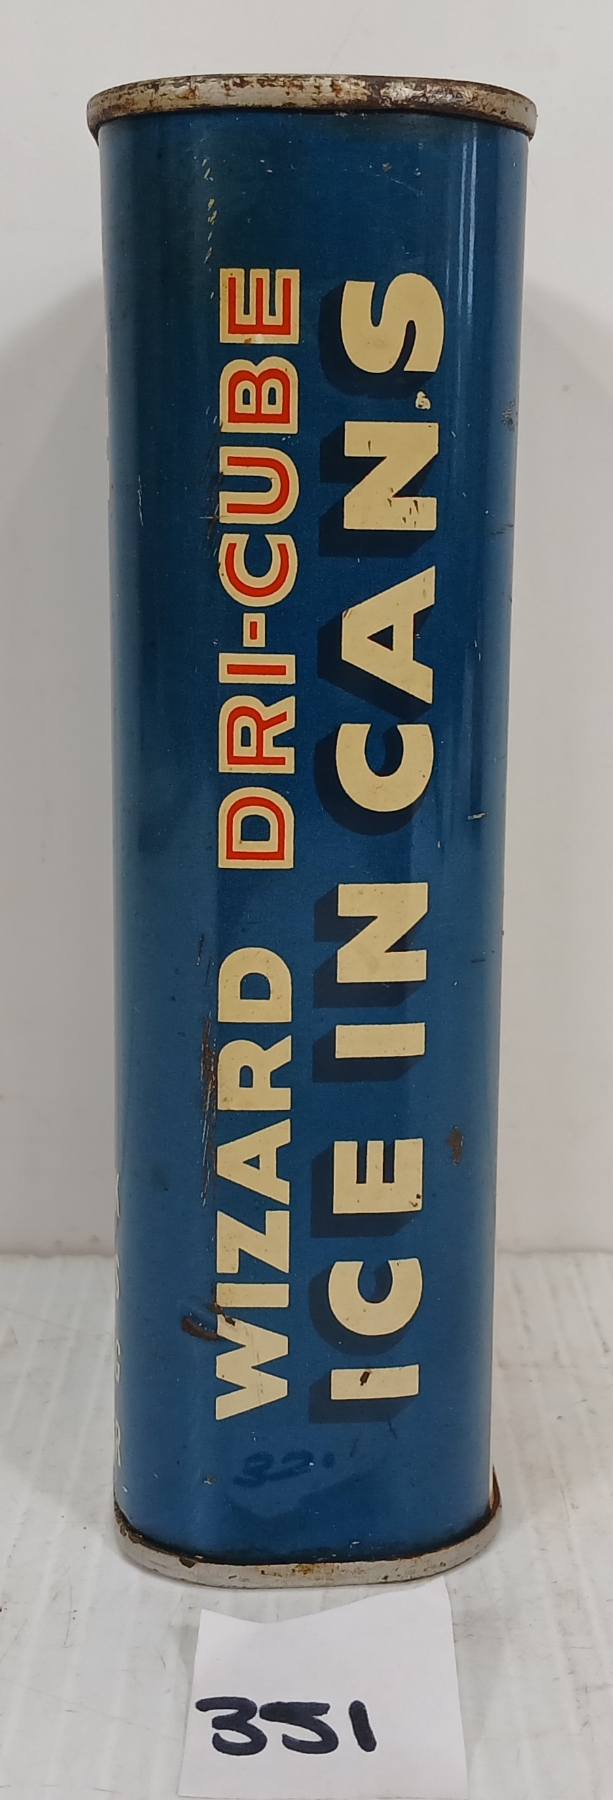 WIZARD DRI-CUBE
ICE IN CANS
32.
351